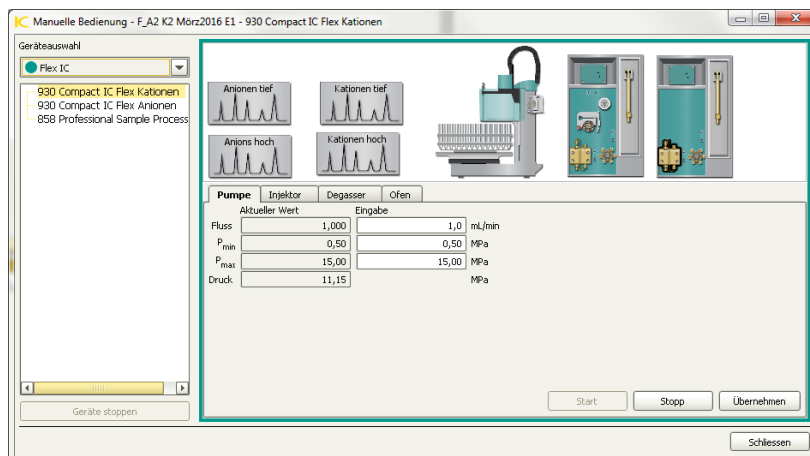 Manuelle Bedienung - F_A2 K2 Mörz2016 E1 - 930 Compact IC Flex Kationen
Geräteauswahl
Flex IC
930 Compact IC Flex Kationen
930 Compact IC Flex Anionen
858 Professional Sample Process
Anionen tief
Kationen tief
Anions hoch
Kationen hoch
Pumpe Injektor Degasser Ofen
Aktueller Wert Eingabe
Fluss 1,000 1,0 mL/min
Pmin 0,50 0,50 MPa
Pmax 15,00 15,00 MPa
Druck 11,15 MPa
Start Stopp Übernehmen
Geräte stoppen
Schliessen